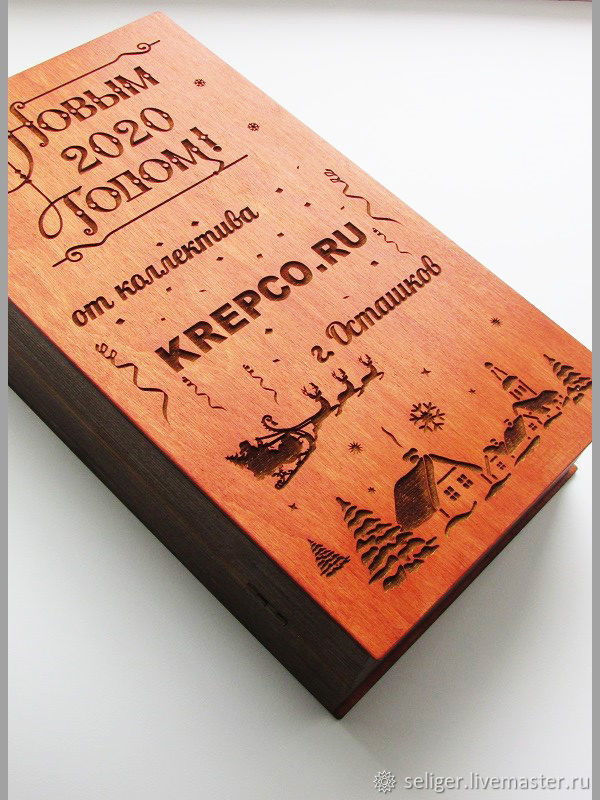 Новым
2020
Годом!
от коллектива
KREPCO.RU
г. Осташков
seliger.livemaster.ru